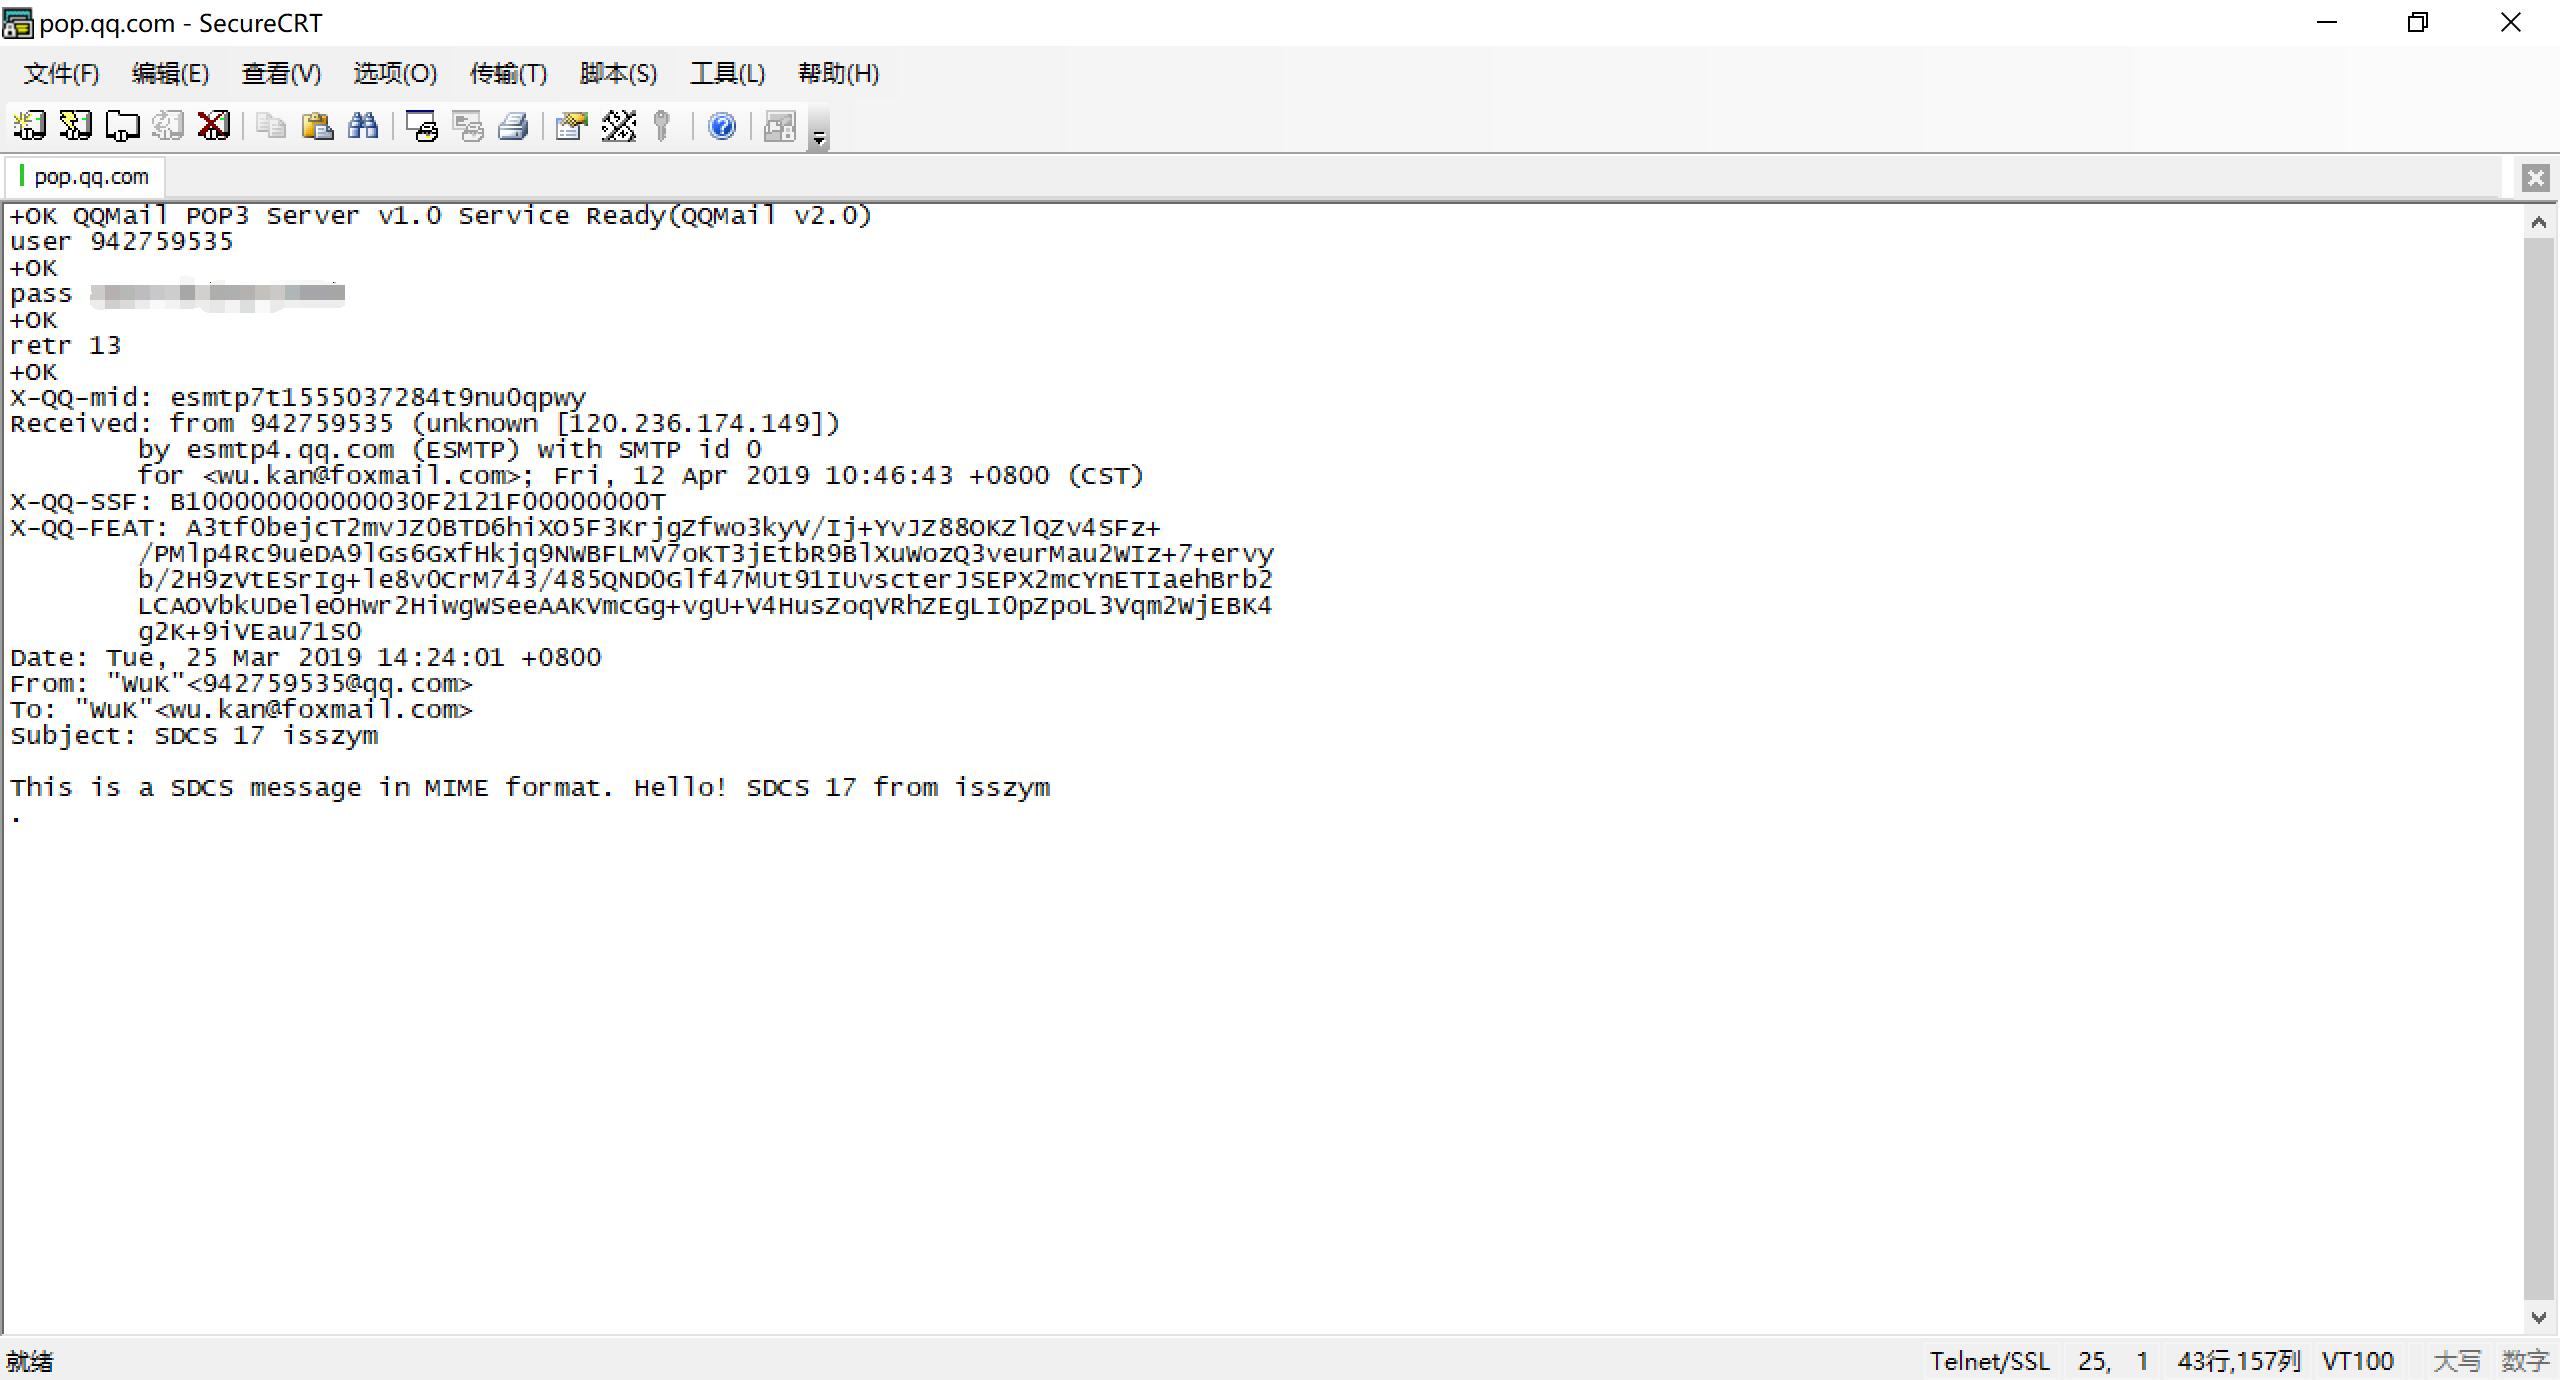 pop.qq.com - SecureCRT
文件(F) 编辑(E) 查看(V) 选项(O) 传输(T) 脚本(S) 工具(L) 帮助(H)
pop.qq.com
+OK QQMail POP3 Server v1.0 Service Ready(QQMail v2.0)
user 942759535
+OK
pass
+OK
retr 13
+OK
X-QQ-mid: esmtp7t1555037284t9nu0qpwy
Received: from 942759535 (unknown [120.236.174.149])
by esmtp4.qq.com (ESMTP) with SMTP id 0
for <wu.kan@foxmail.com>; Fri, 12 Apr 2019 10:46:43 +0800 (CST)
X-QQ-SSF: B100000000000030F2121F00000000T
X-QQ-FEAT: A3tf0bejcT2mvJZ0BTD6hiXO5F3KrjgZfwo3kyV/Ij+YvJZ88OKZlQZv4SFz+
/PMlp4Rc9ueDA9lGs6GxfHkjq9NWBFLMV7oKT3jEtbR9BlXuWozQ3veurMau2WIz+7+ervy
b/2H9zVtESrIg+le8vOCrM743/485QND0Glf47MUt91IUvscterJSEPX2mcYnETIaehBrb2
LCAOVbkUDeleOHwr2HiwgWSeeAAKVmcGg+vgU+V4HusZoqVRhZEgLI0pZpoL3Vqm2WjEBK4
g2K+9iVEau71SO
Date: Tue, 25 Mar 2019 14:24:01 +0800
From: "WuK"<942759535@qq.com>
To: "WuK"<wu.kan@foxmail.com>
Subject: SDCS 17 isszym
This is a SDCS message in MIME format. Hello! SDCS 17 from isszym
.
就绪 Telnet/SSL 25, 1 43行,157列 VT100 大写 数字